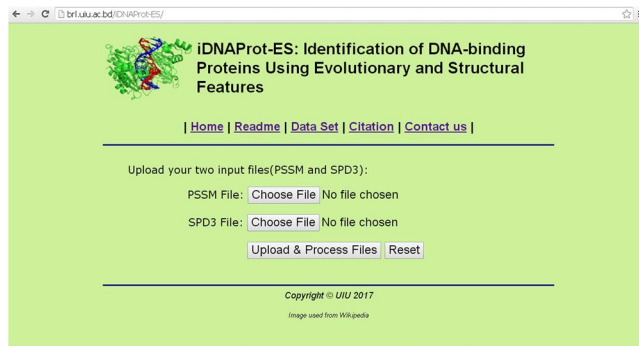 brl.uiu.ac.bd/iDNAProt-ES/
iDNAProt-ES: Identification of DNA-binding
Proteins Using Evolutionary and Structural
Features
| Home | Readme | Data Set | Citation | Contact us |
Upload your two input files(PSSM and SPD3):
PSSM File: Choose File No file chosen
SPD3 File: Choose File No file chosen
Upload & Process Files Reset
Copyright © UIU 2017
Image used from Wikipedia